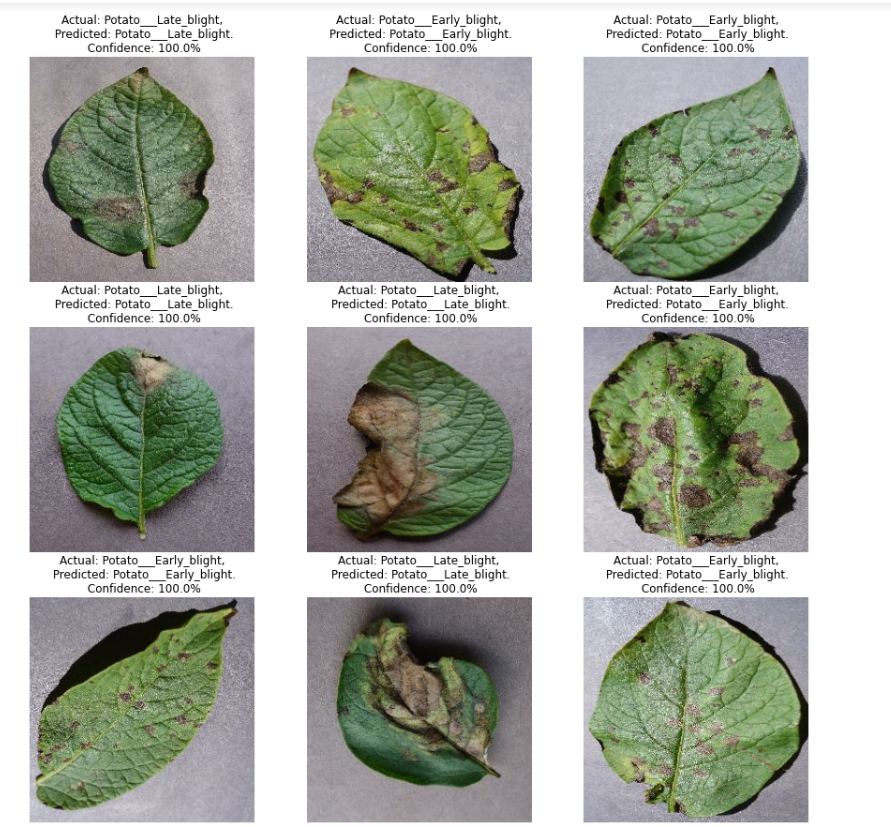 Actual: Potato___Late_blight,
Predicted: Potato___Late_blight.
Confidence: 100.0%
Actual: Potato___Early_blight,
Predicted: Potato___Early_blight.
Confidence: 100.0%
Actual: Potato___Early_blight,
Predicted: Potato___Early_blight.
Confidence: 100.0%
Actual: Potato___Late_blight,
Predicted: Potato___Late_blight.
Confidence: 100.0%
Actual: Potato___Late_blight,
Predicted: Potato___Late_blight.
Confidence: 100.0%
Actual: Potato___Early_blight,
Predicted: Potato___Early_blight.
Confidence: 100.0%
Actual: Potato___Early_blight,
Predicted: Potato___Early_blight.
Confidence: 100.0%
Actual: Potato___Late_blight,
Predicted: Potato___Late_blight.
Confidence: 100.0%
Actual: Potato___Early_blight,
Predicted: Potato___Early_blight.
Confidence: 100.0%